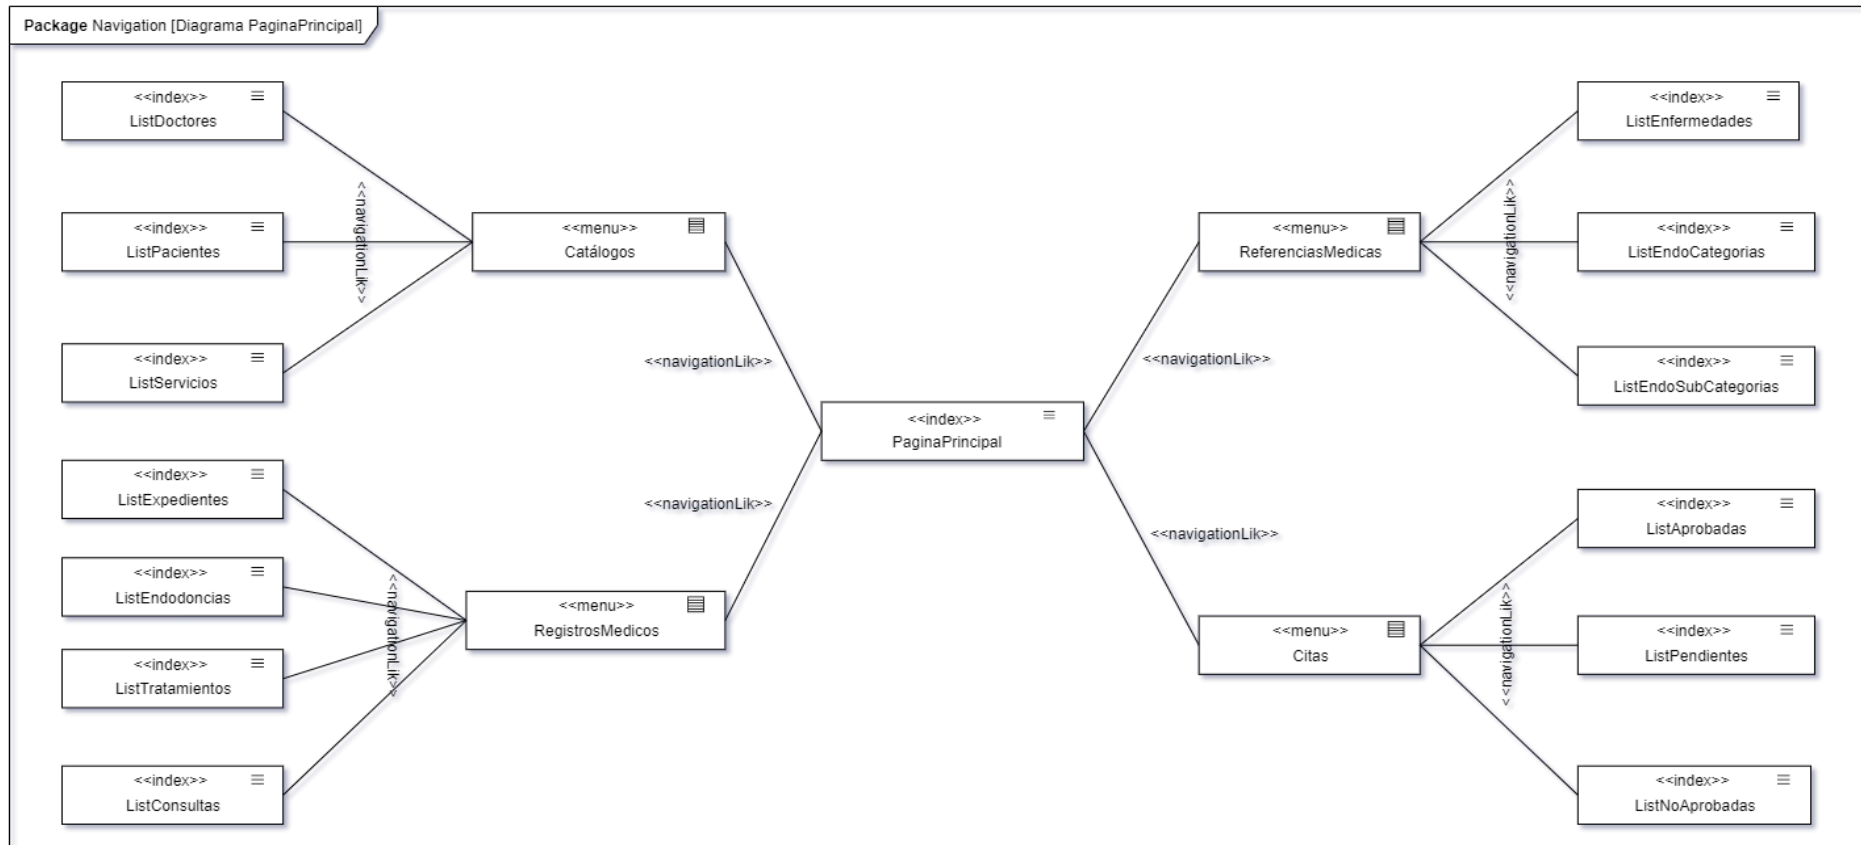 Package Navigation [Diagrama PaginaPrincipal]
<<index>>
ListDoctores
<<index>>
ListPacientes
<<index>>
ListServicios
<<navigationLik>>
<<menu>>
Catálogos
<<navigationLik>>
<<index>>
ListExpedientes
<<index>>
ListEndodoncias
<<index>>
ListTratamientos
<<index>>
ListConsultas
<<navigationLik>>
<<menu>>
RegistrosMedicos
<<navigationLik>>
<<index>>
PaginaPrincipal
<<navigationLik>>
<<menu>>
ReferenciasMedicas
<<navigationLik>>
<<index>>
ListEnfermedades
<<index>>
ListEndoCategorias
<<index>>
ListEndoSubCategorias
<<navigationLik>>
<<menu>>
Citas
<<navigationLik>>
<<index>>
ListAprobadas
<<index>>
ListPendientes
<<index>>
ListNoAprobadas